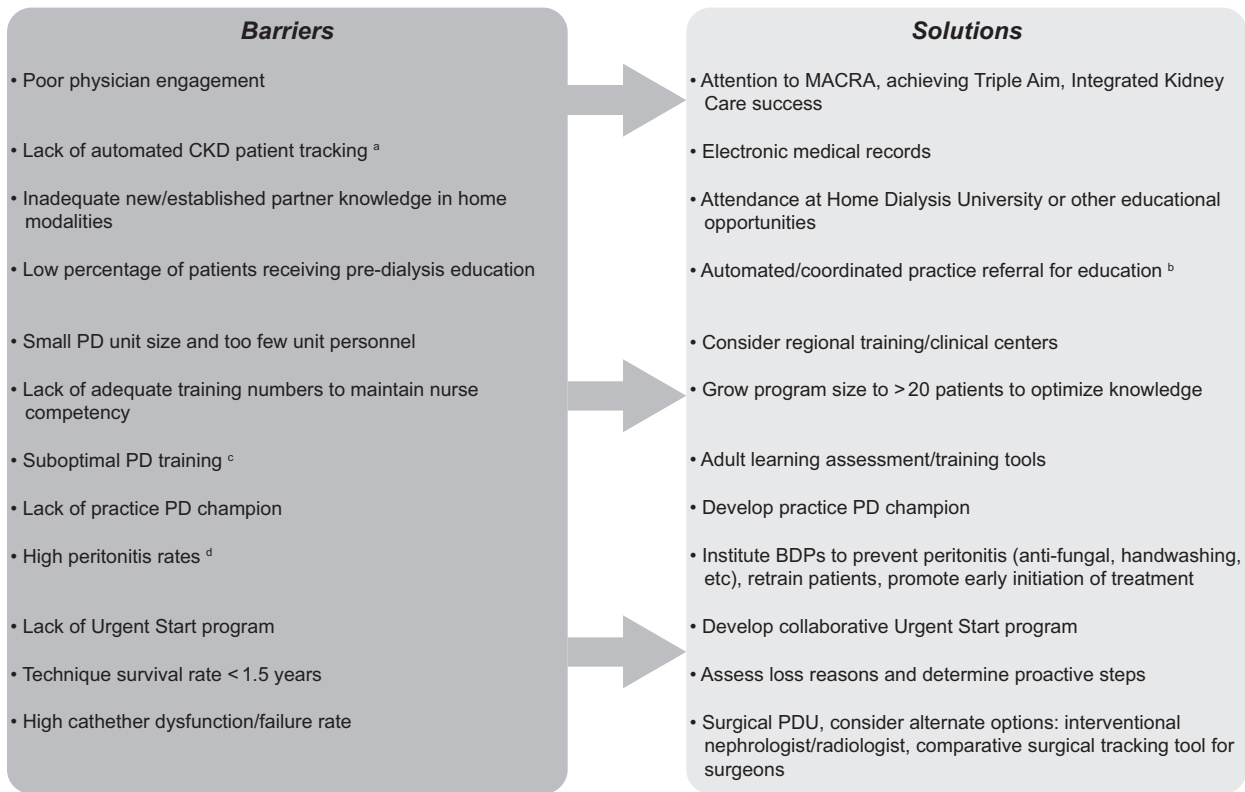 Barriers
• Poor physician engagement
• Lack of automated CKD patient tracking a
• Inadequate new/established partner knowledge in home
modalities
• Low percentage of patients receiving pre-dialysis education
• Small PD unit size and too few unit personnel
• Lack of adequate training numbers to maintain nurse
competency
• Suboptimal PD training c
• Lack of practice PD champion
• High peritonitis rates d
• Lack of Urgent Start program
• Technique survival rate <1.5 years
• High cathether dysfunction/failure rate
Solutions
• Attention to MACRA, achieving Triple Aim, Integrated Kidney
Care success
• Electronic medical records
• Attendance at Home Dialysis University or other educational
opportunities
• Automated/coordinated practice referral for education b
• Consider regional training/clinical centers
• Grow program size to >20 patients to optimize knowledge
• Adult learning assessment/training tools
• Develop practice PD champion
• Institute BDPs to prevent peritonitis (anti-fungal, handwashing,
etc), retrain patients, promote early initiation of treatment
• Develop collaborative Urgent Start program
• Assess loss reasons and determine proactive steps
• Surgical PDU, consider alternate options: interventional
nephrologist/radiologist, comparative surgical tracking tool for
surgeons